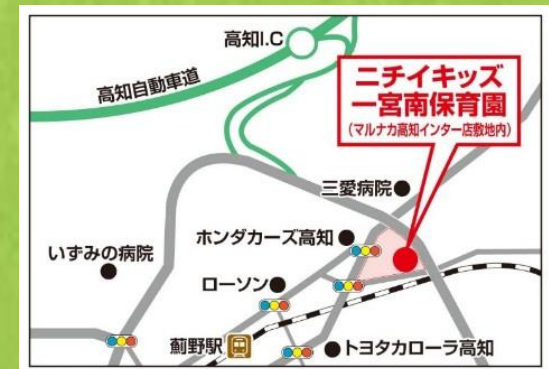 高知I.C
高知自動車道
ニチイキッズ
一宮南保育園
(マルナカ高知インター店敷地内)
三愛病院
ホンダカーズ高知
いずみの病院
ローソン
薊野駅
トヨタカローラ高知